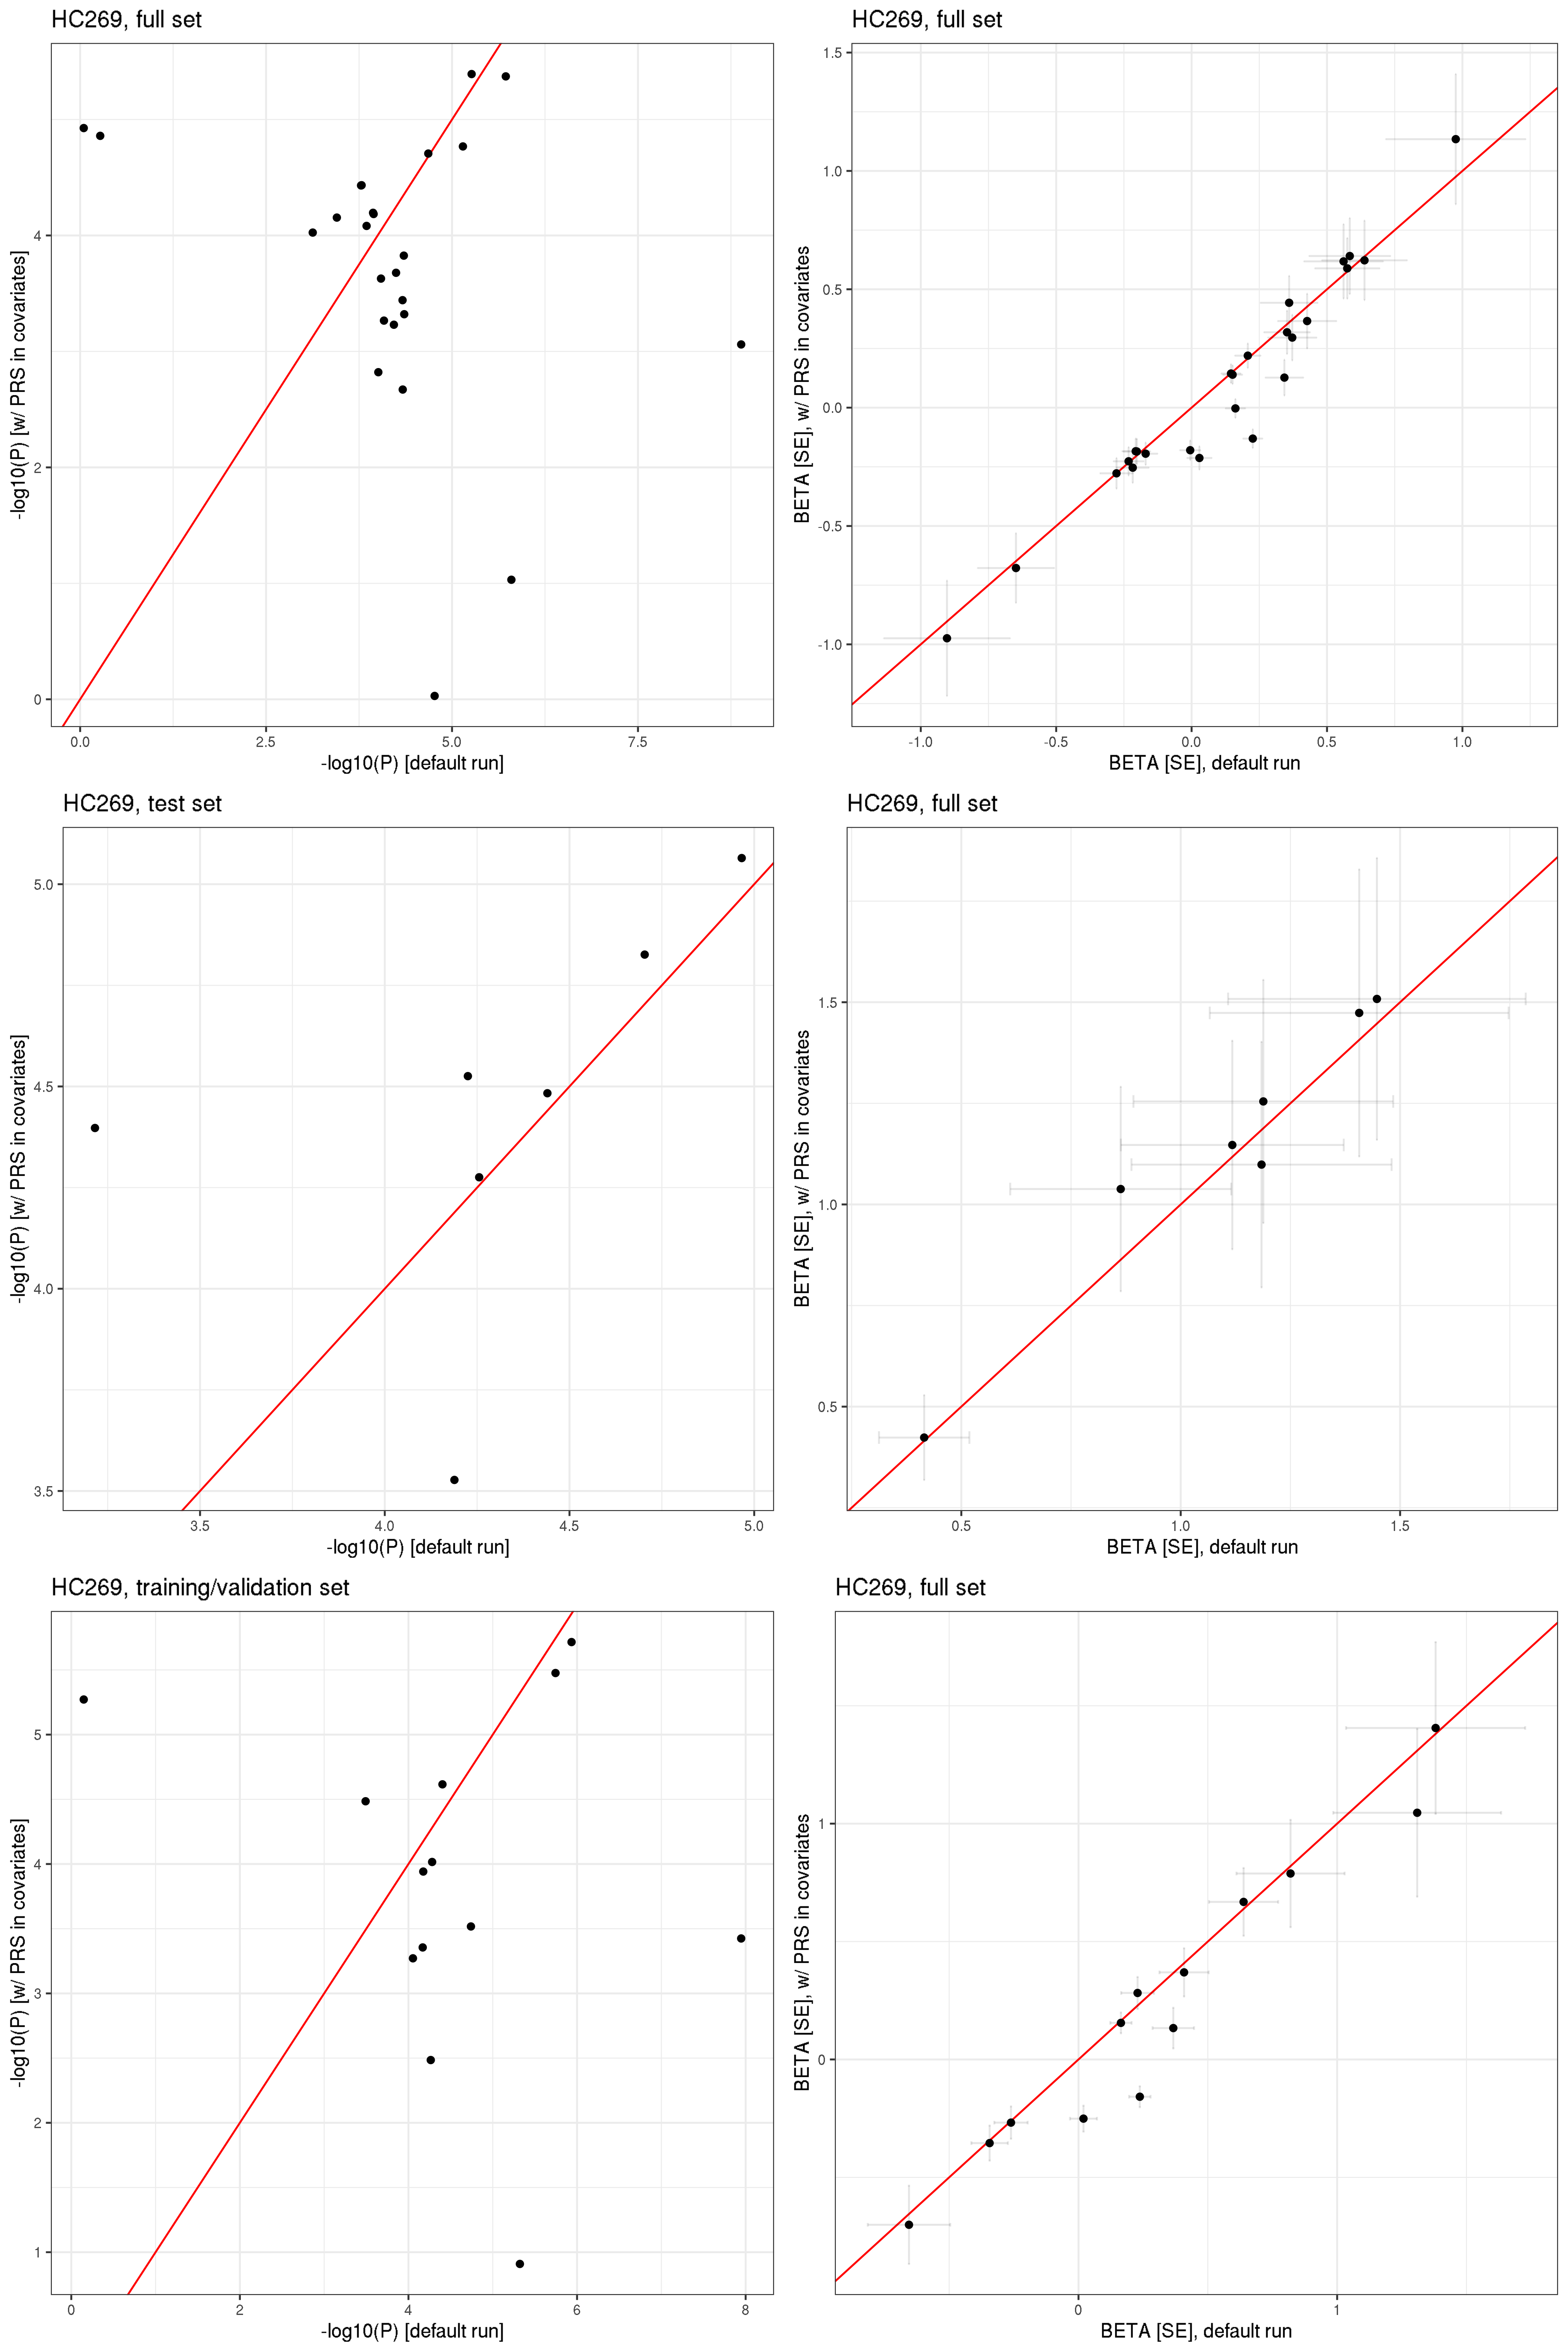 HC269, full set
-log10(P) [w/ PRS in covariates]
4
2
0
0.0 2.5 5.0 7.5
-log10(P) [default run]
HC269, full set
BETA [SE], w/ PRS in covariates
1.5
1.0
0.5
0.0
-0.5
-1.0
-1.0 -0.5 0.0 0.5 1.0
BETA [SE], default run
HC269, test set
-log10(P) [w/ PRS in covariates]
5.0
4.5
4.0
3.5
3.5 4.0 4.5 5.0
-log10(P) [default run]
HC269, full set
BETA [SE], w/ PRS in covariates
1.5
1.0
0.5
0.5 1.0 1.5
BETA [SE], default run
HC269, training/validation set
-log10(P) [w/ PRS in covariates]
5
4
3
2
1
0 2 4 6 8
-log10(P) [default run]
HC269, full set
BETA [SE], w/ PRS in covariates
1
0
0 1
BETA [SE], default run